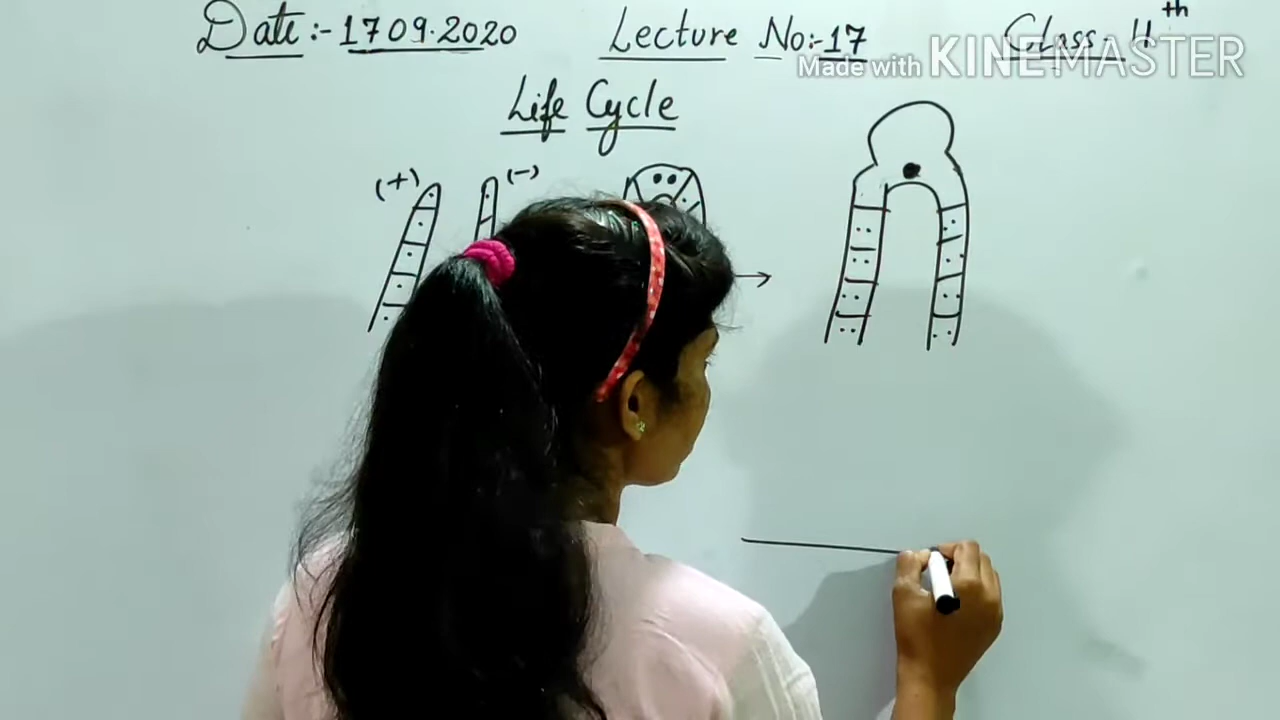 Date:- 17 09.2020 Lecture No:-17 Class- 11th
Made with KINEMASTER
Life Cycle
(+) (-)